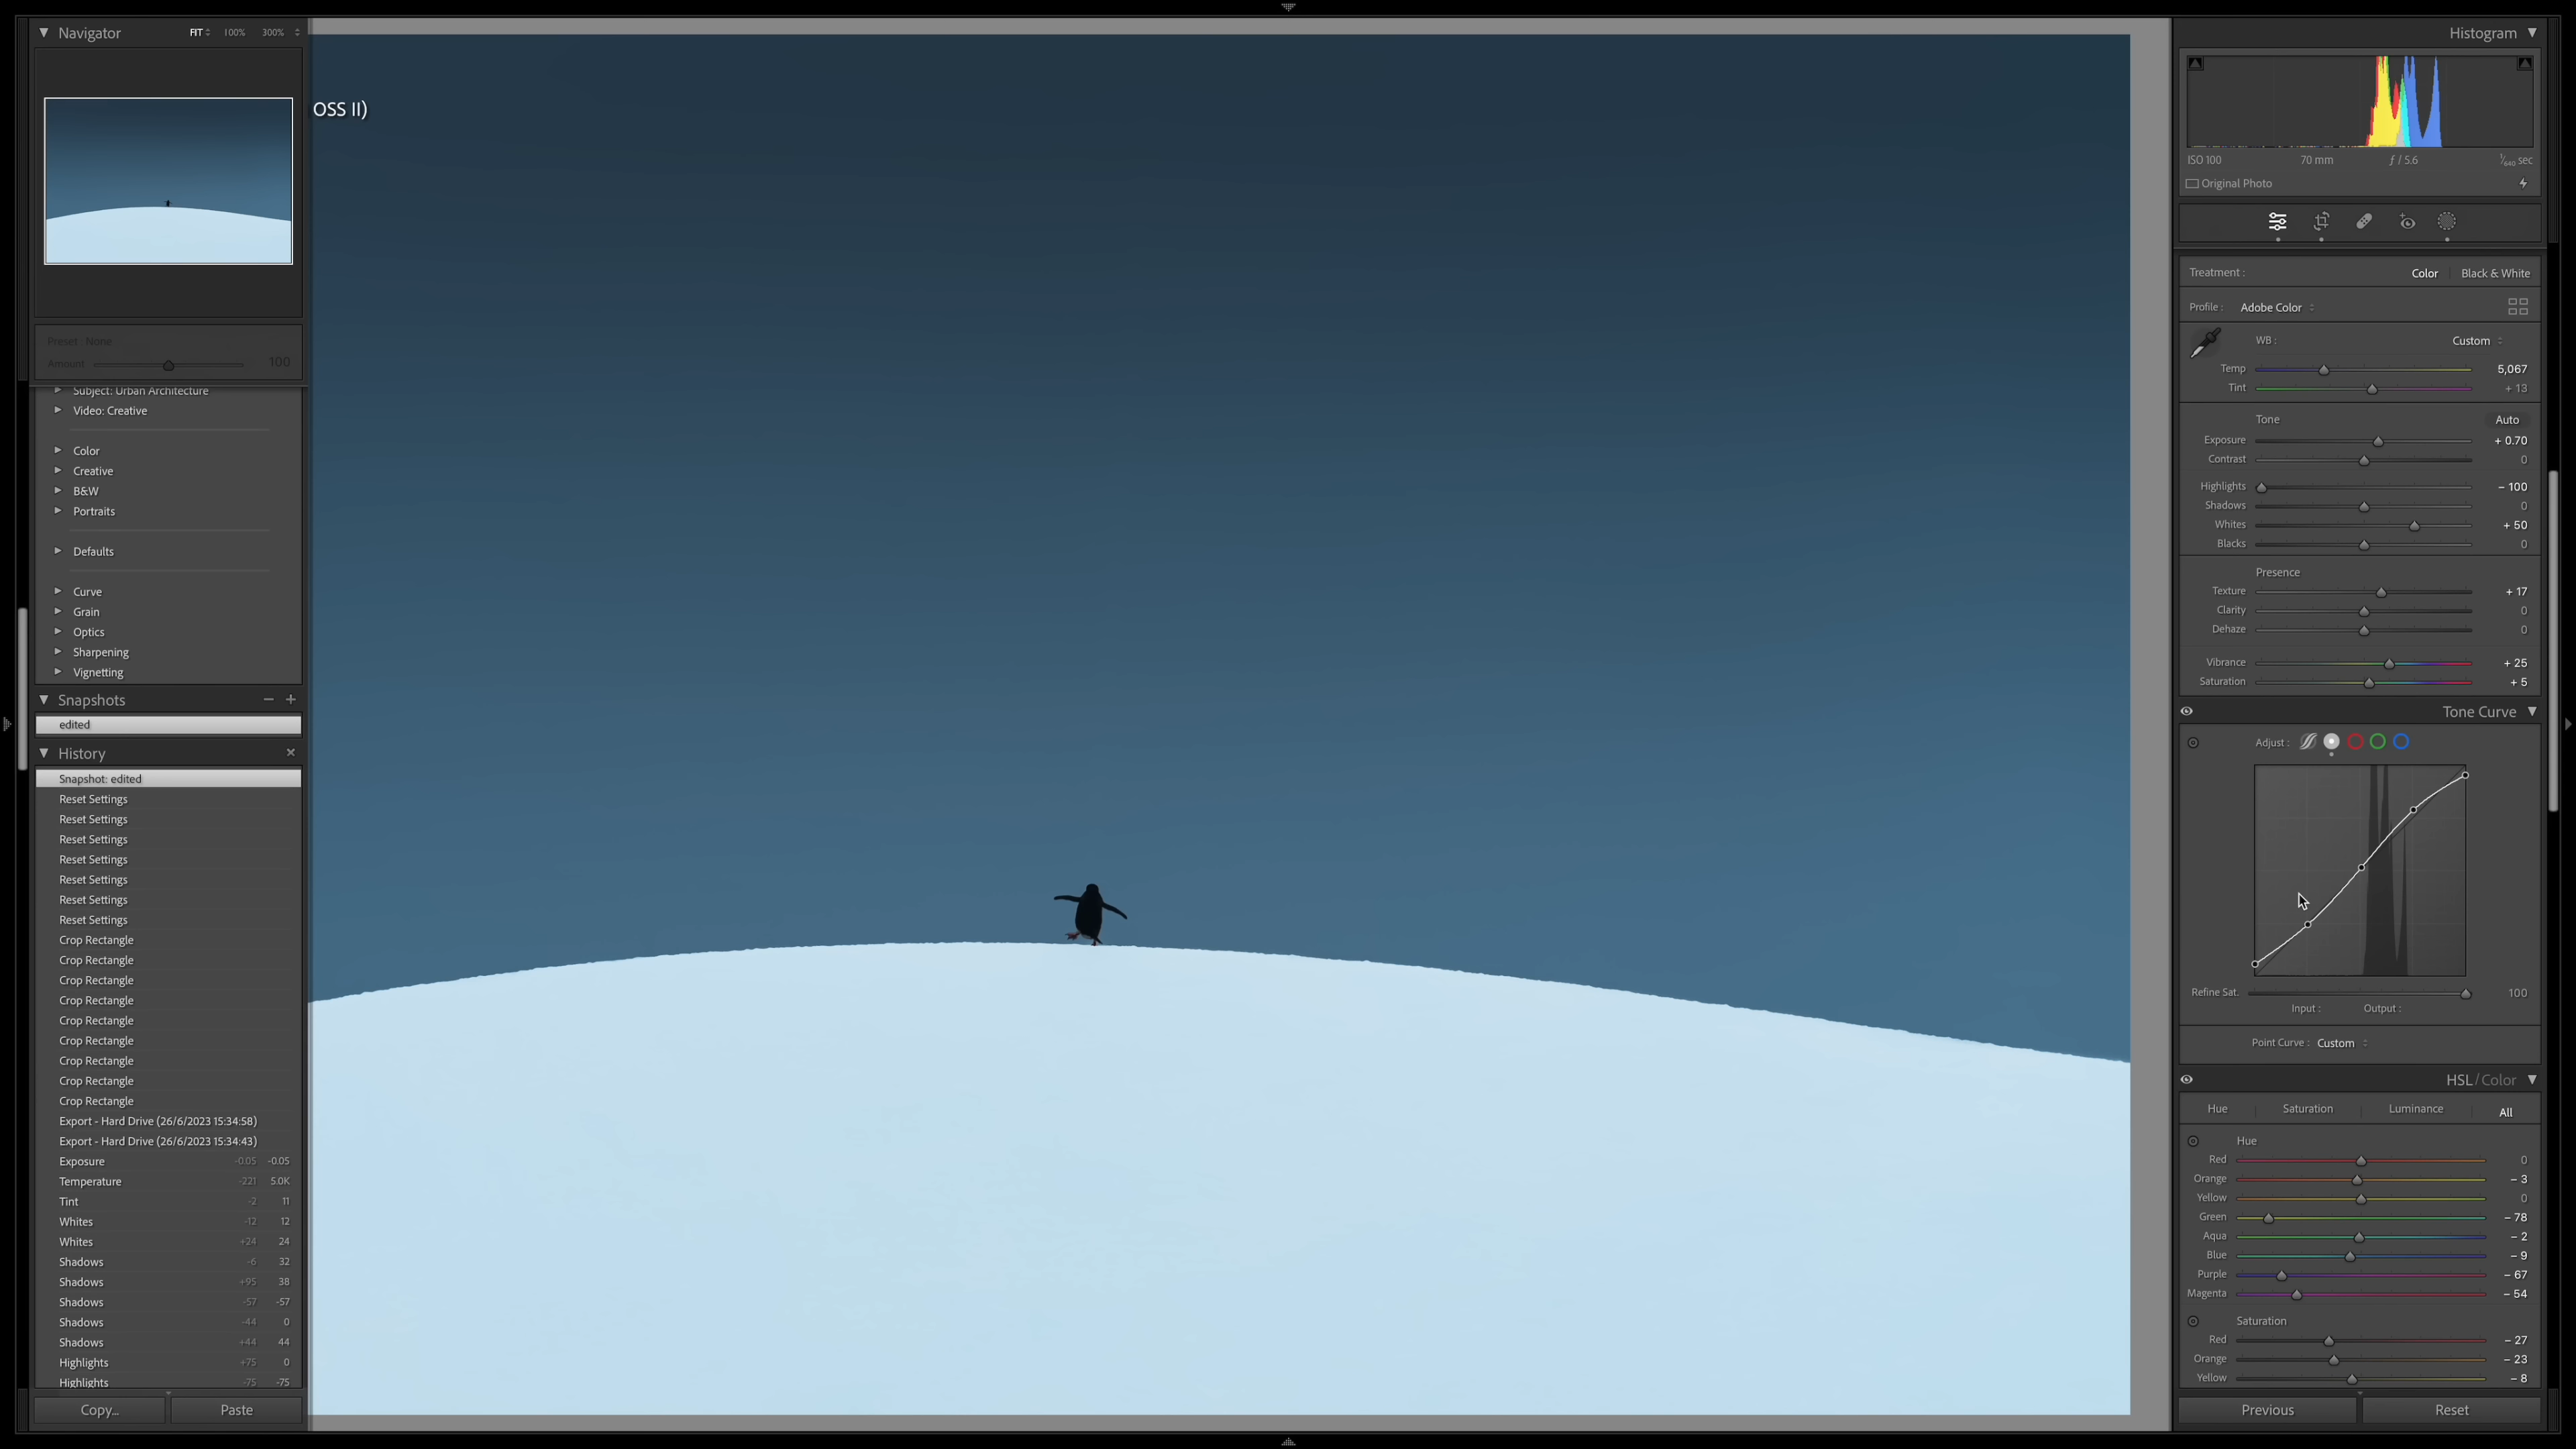 Navigator
FIT
100%
300%
Preset : None
Amount
100
Subject: Urban Architecture
Video: Creative
Color
Creative
B&W
Portraits
Defaults
Curve
Grain
Optics
Sharpening
Vignetting
Snapshots
edited
History
Snapshot: edited
Reset Settings
Reset Settings
Reset Settings
Reset Settings
Reset Settings
Reset Settings
Reset Settings
Crop Rectangle
Crop Rectangle
Crop Rectangle
Crop Rectangle
Crop Rectangle
Crop Rectangle
Crop Rectangle
Crop Rectangle
Crop Rectangle
Export - Hard Drive (26/6/2023 15:34:58)
Export - Hard Drive (26/6/2023 15:34:43)
Exposure -0.05 -0.05
Temperature -221 5.0K
Tint -2 11
Whites -12 12
Whites +24 24
Shadows -6 32
Shadows +95 38
Shadows -57 -57
Shadows -44 0
Shadows +44 44
Highlights +75 0
Highlights -75 -75
Copy...
Paste
OSS II)
Histogram
ISO 100 70 mm ƒ / 5.6 1/640 sec
Original Photo
Treatment : Color Black & White
Profile : Adobe Color
WB : Custom
Temp 5,067
Tint + 13
Tone Auto
Exposure + 0.70
Contrast 0
Highlights – 100
Shadows 0
Whites + 50
Blacks 0
Presence
Texture + 17
Clarity 0
Dehaze 0
Vibrance + 25
Saturation + 5
Tone Curve
Adjust :
Refine Sat. 100
Input : Output :
Point Curve : Custom
HSL / Color
Hue Saturation Luminance All
Hue
Red 0
Orange – 3
Yellow 0
Green – 78
Aqua – 2
Blue – 9
Purple – 67
Magenta – 54
Saturation
Red – 27
Orange – 23
Yellow – 8
Previous
Reset